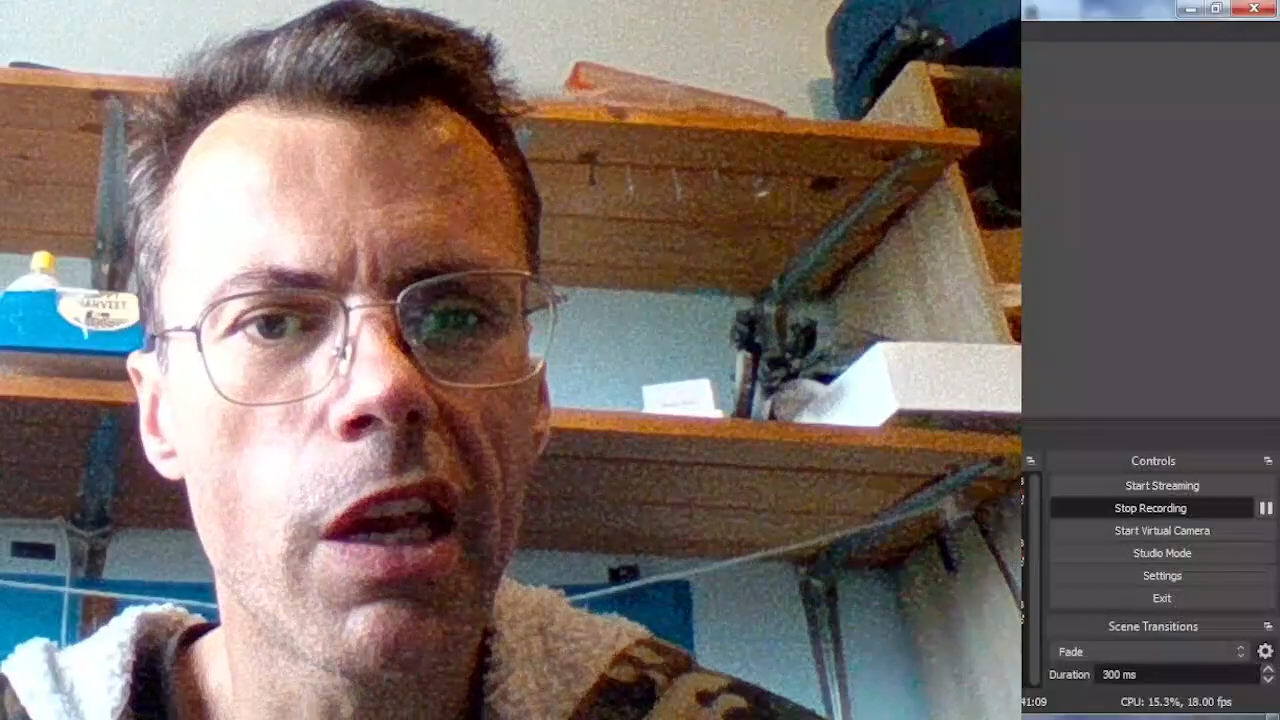 HARVEST
Controls
Start Streaming
Stop Recording
Start Virtual Camera
Studio Mode
Settings
Exit
Scene Transitions
Fade
Duration
300 ms
41:09
CPU: 15.3%, 18.00 fps